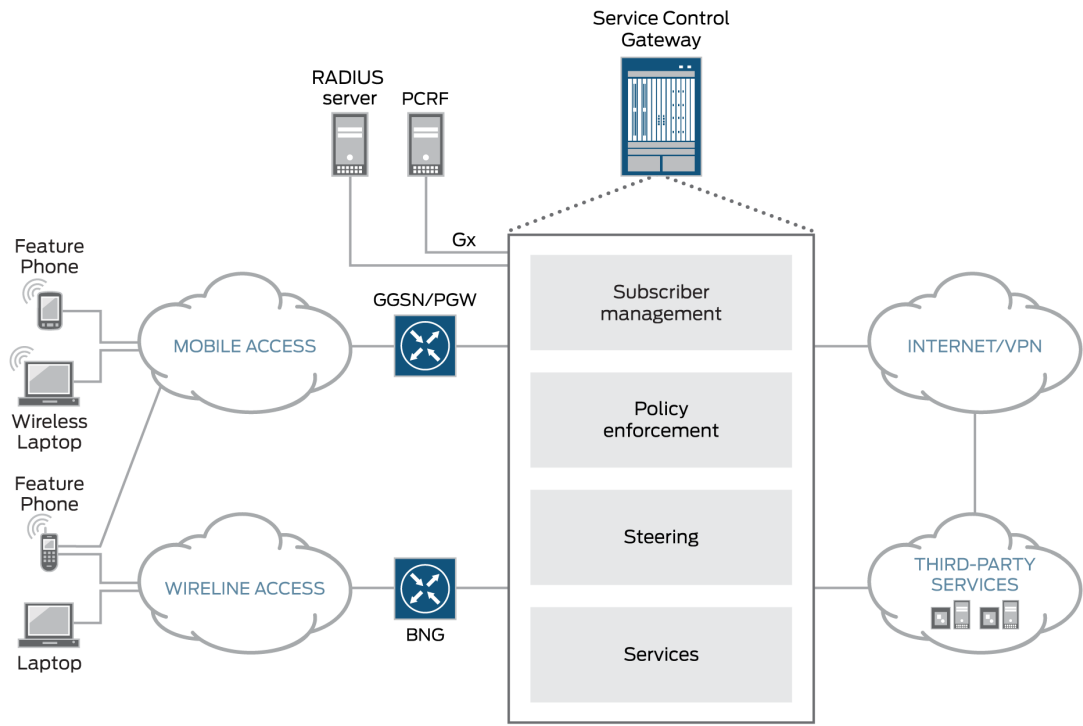 Service Control
Gateway
RADIUS
server
PCRF
Gx
Feature
Phone
MOBILE ACCESS
GGSN/PGW
Subscriber
management
INTERNET/VPN
Wireless
Laptop
Policy
enforcement
Feature
Phone
Steering
WIRELINE ACCESS
BNG
THIRD-PARTY
SERVICES
Laptop
Services